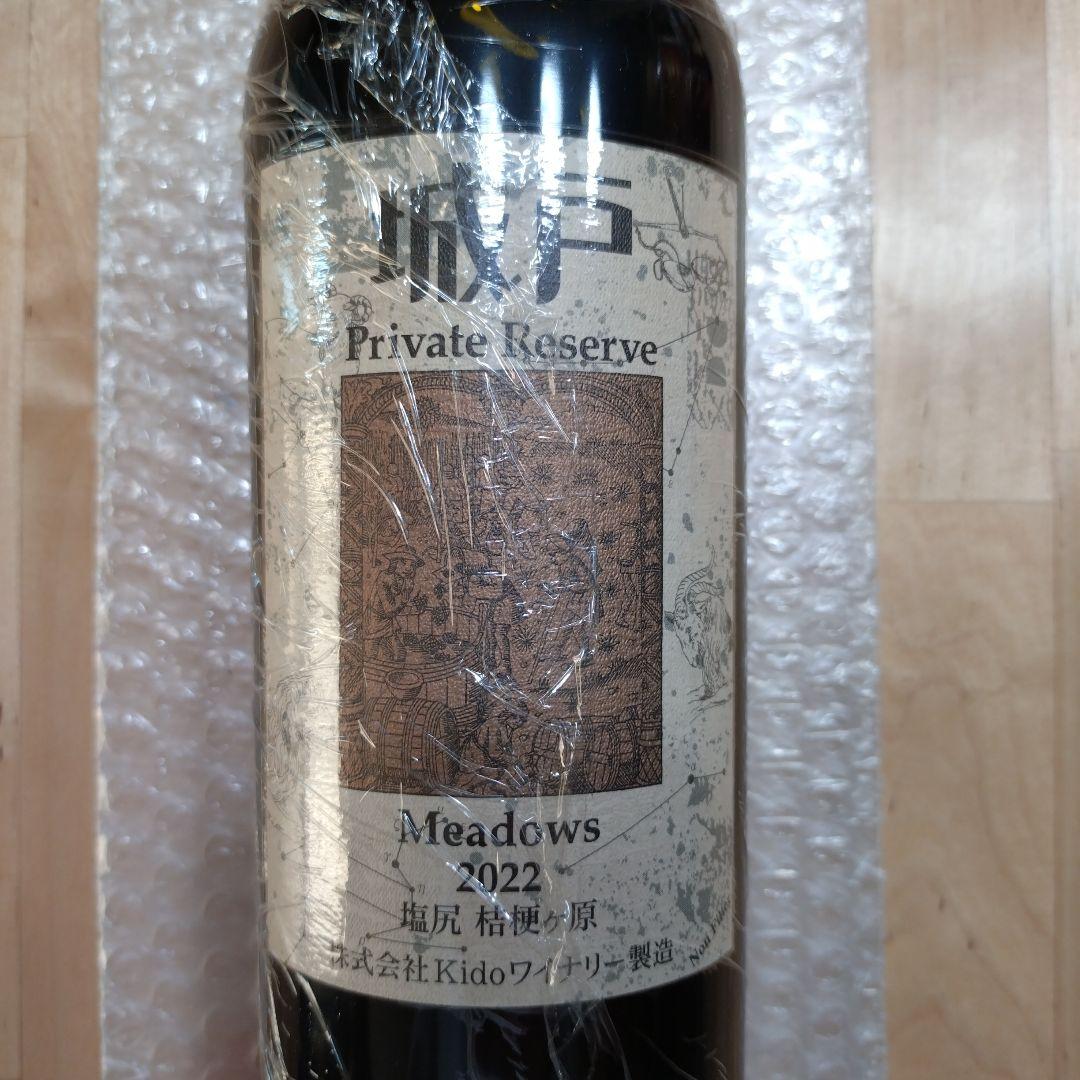 城戸
Private Reserve
Meadows
2022
塩尻 桔梗ヶ原
株式会社Kidoワイナリー製造
Non